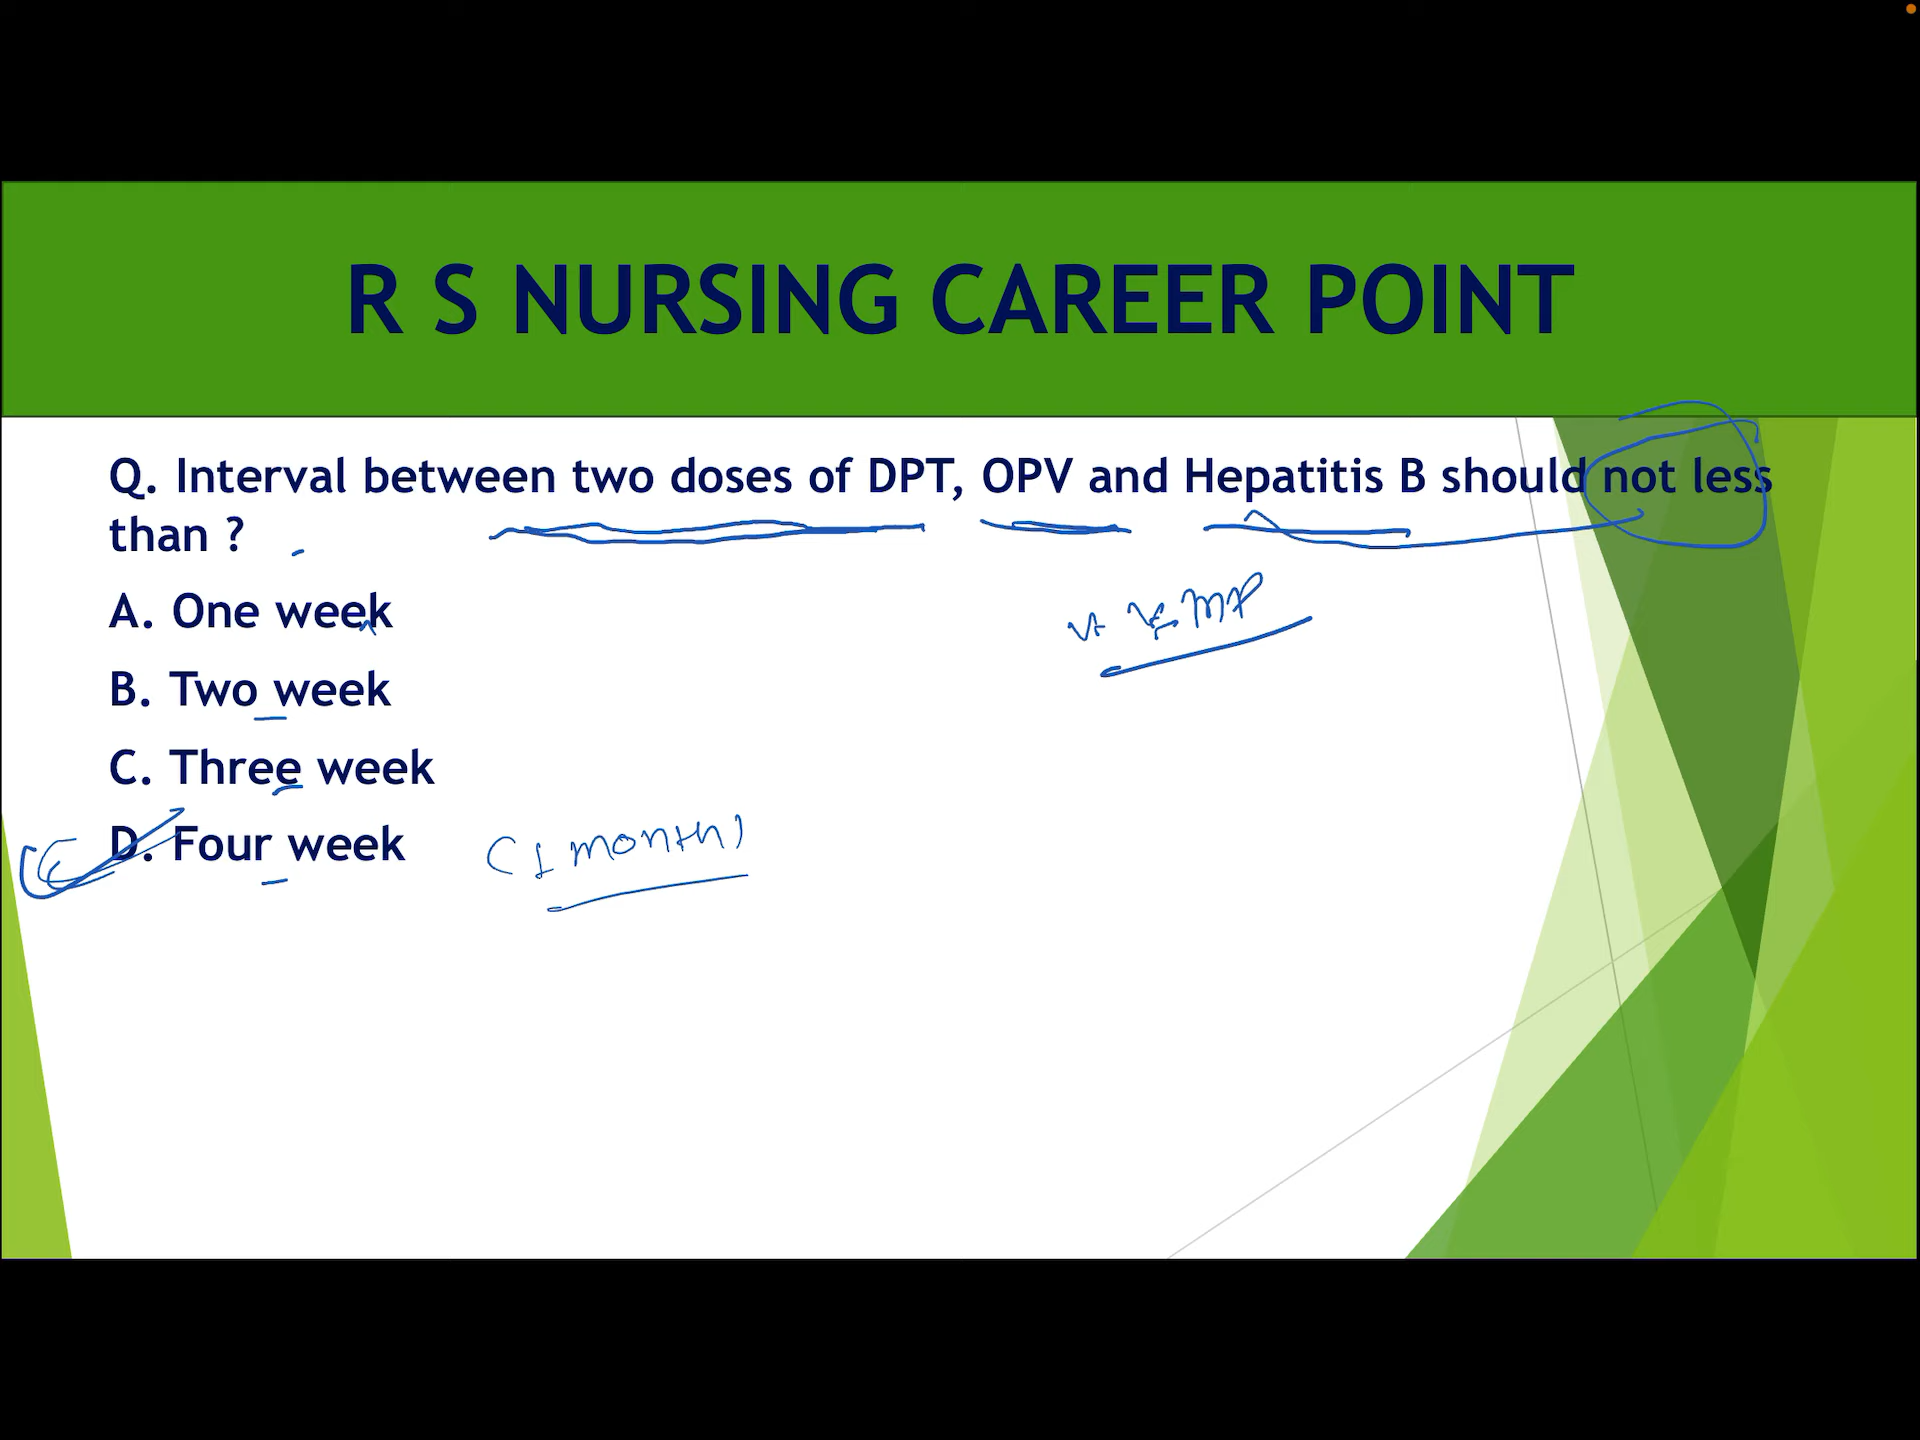 R S NURSING CAREER POINT
Q. Interval between two doses of DPT, OPV and Hepatitis B should not less
than ?
A. One week
B. Two week
C. Three week
D. Four week (1 month)